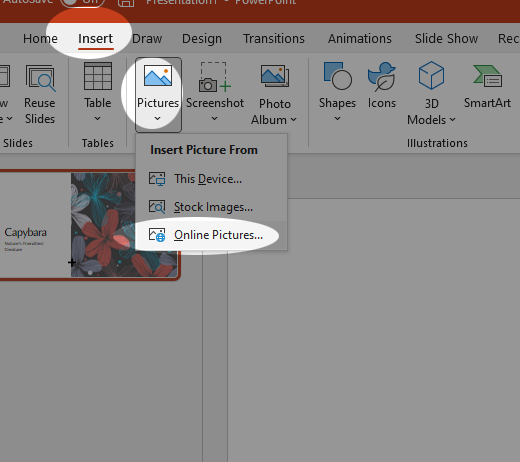 AutoSave Off Presentation1 - PowerPoint
Home Insert Draw Design Transitions Animations Slide Show Rec
Reuse Slides
Table
Pictures
Screenshot
Photo Album
Shapes
Icons
3D Models
SmartArt
Slides
Tables
Illustrations
Insert Picture From
This Device...
Stock Images...
Online Pictures...
Capybara
Nature's Friendliest
Creature